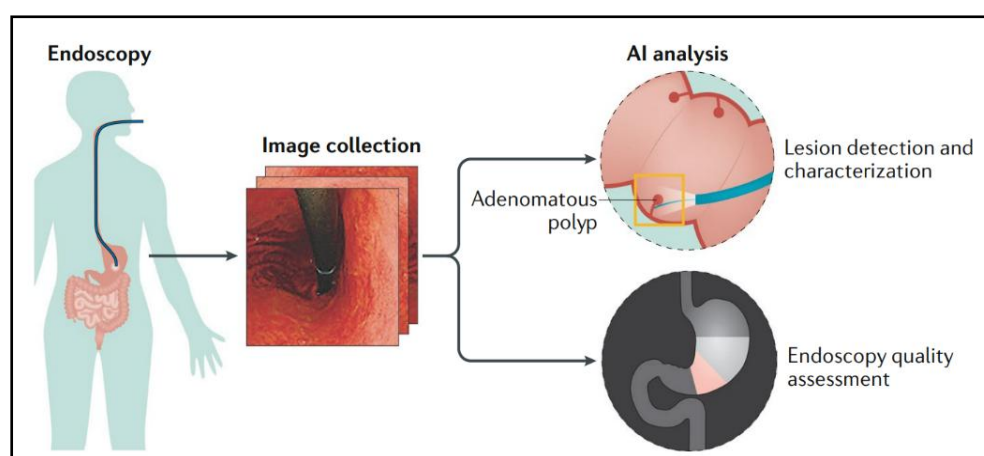 Endoscopy
Image collection
AI analysis
Adenomatous
polyp
Lesion detection and
characterization
Endoscopy quality
assessment